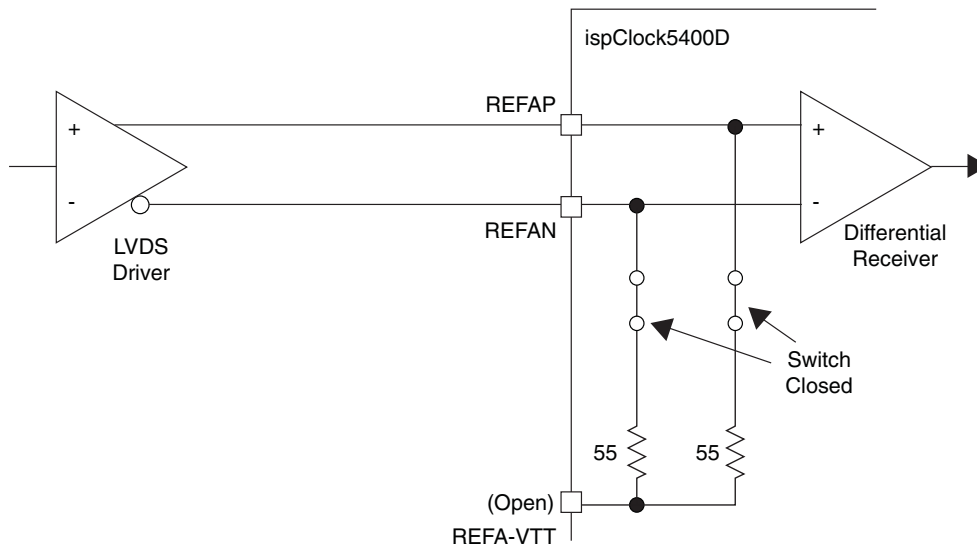 ispClock5400D
REFAP
+
-
+
-
REFAN
LVDS
Driver
Differential
Receiver
Switch
Closed
55
55
(Open)
REFA-VTT